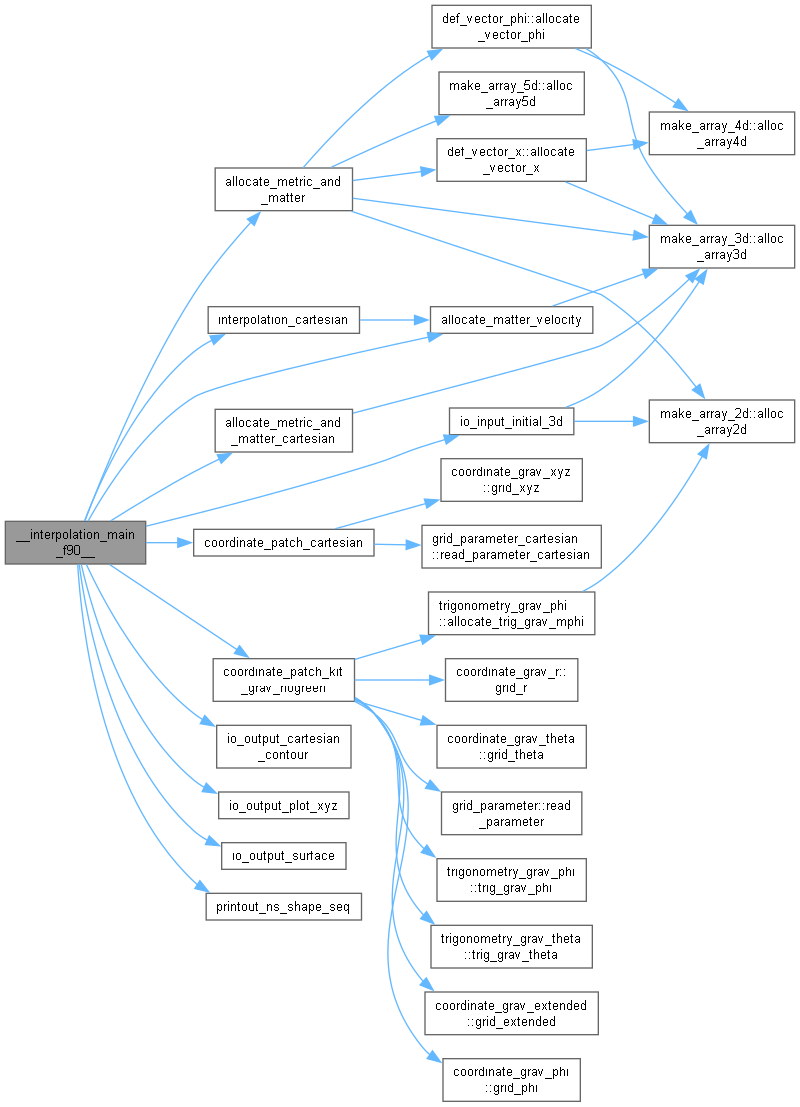 def_vector_phi::allocate
_vector_phi
make_array_5d::alloc
_array5d
make_array_4d::alloc
_array4d
def_vector_x::allocate
_vector_x
allocate_metric_and
_matter
make_array_3d::alloc
_array3d
interpolation_cartesian
allocate_matter_velocity
allocate_metric_and
_matter_cartesian
io_input_initial_3d
make_array_2d::alloc
_array2d
coordinate_grav_xyz
::grid_xyz
__interpolation_main
_f90__
coordinate_patch_cartesian
grid_parameter_cartesian
::read_parameter_cartesian
trigonometry_grav_phi
::allocate_trig_grav_mphi
coordinate_patch_kit
_grav_nogreen
coordinate_grav_r::
grid_r
io_output_cartesian
_contour
coordinate_grav_theta
::grid_theta
io_output_plot_xyz
grid_parameter::read
_parameter
io_output_surface
trigonometry_grav_phi
::trig_grav_phi
printout_ns_shape_seq
trigonometry_grav_theta
::trig_grav_theta
coordinate_grav_extended
::grid_extended
coordinate_grav_phi
::grid_phi